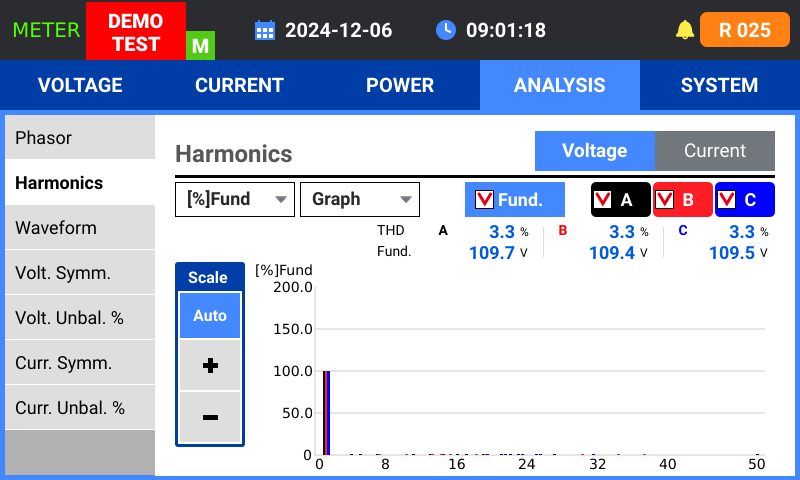 METER
DEMO
TEST
M
2024-12-06
09:01:18
R 025
VOLTAGE
CURRENT
POWER
ANALYSIS
SYSTEM
Phasor
Harmonics
Waveform
Volt. Symm.
Volt. Unbal. %
Curr. Symm.
Curr. Unbal. %
Harmonics
Voltage
Current
[%]Fund
Graph
Fund.
A
B
C
THD A 3.3 % B 3.3 % C 3.3 %
Fund. 109.7 V 109.4 V 109.5 V
Scale
Auto
+
−
[%]Fund
200.0
150.0
100.0
50.0
0
0 8 16 24 32 40 50